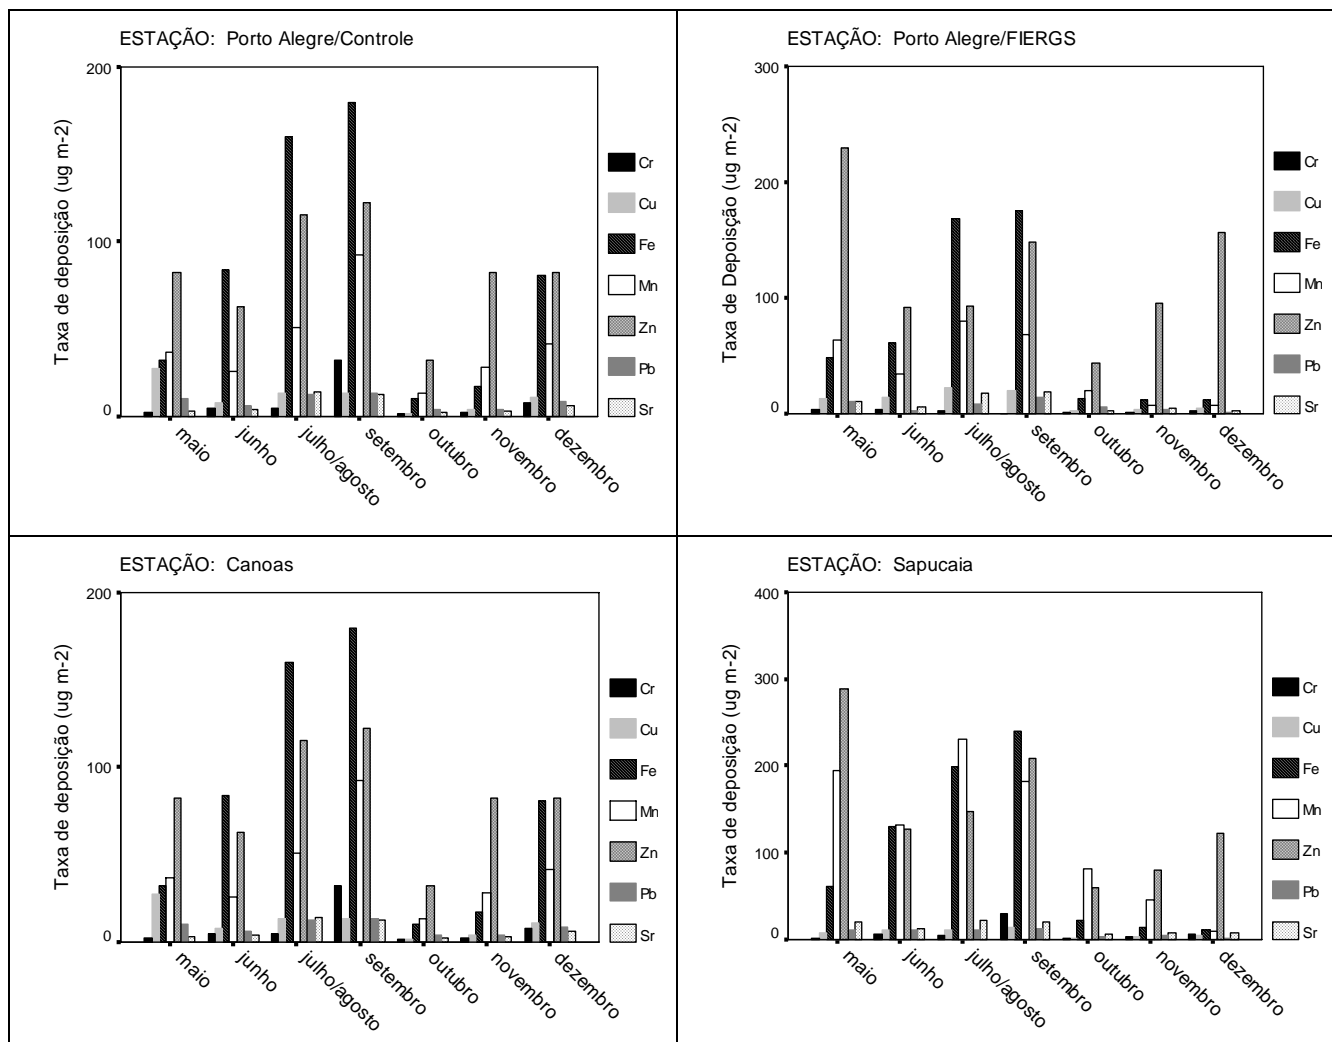 ESTAÇÃO: Porto Alegre/Controle
Taxa de deposição (ug m-2)
200
100
0
maio
junho
julho/agosto
setembro
outubro
novembro
dezembro
Cr
Cu
Fe
Mn
Zn
Pb
Sr
ESTAÇÃO: Porto Alegre/FIERGS
Taxa de Depoisção (ug m-2)
300
200
100
0
maio
junho
julho/agosto
setembro
outubro
novembro
dezembro
Cr
Cu
Fe
Mn
Zn
Pb
Sr
ESTAÇÃO: Canoas
Taxa de deposição (ug m-2)
200
100
0
maio
junho
julho/agosto
setembro
outubro
novembro
dezembro
Cr
Cu
Fe
Mn
Zn
Pb
Sr
ESTAÇÃO: Sapucaia
Taxa de deposição (ug m-2)
400
300
200
100
0
maio
junho
julho/agosto
setembro
outubro
novembro
dezembro
Cr
Cu
Fe
Mn
Zn
Pb
Sr